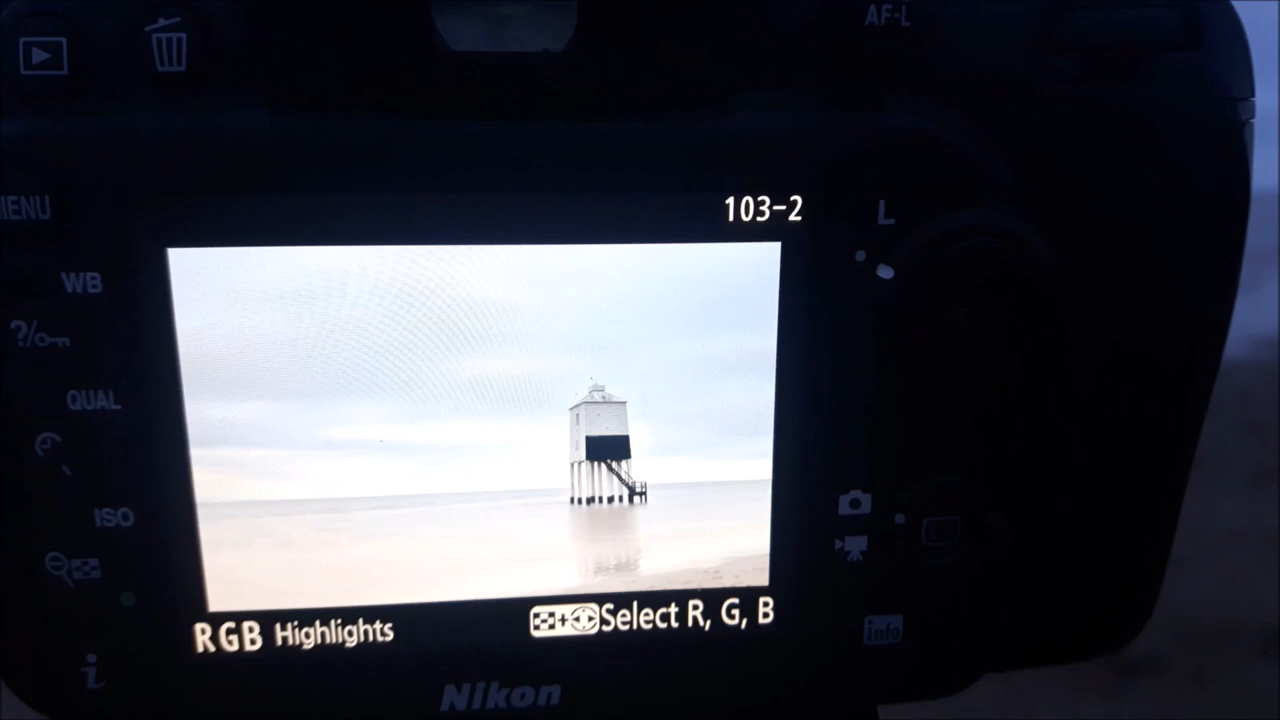 AF-L
MENU
103-2
L
WB
?
QUAL
ISO
RGB Highlights
Select R, G, B
info
i
Nikon